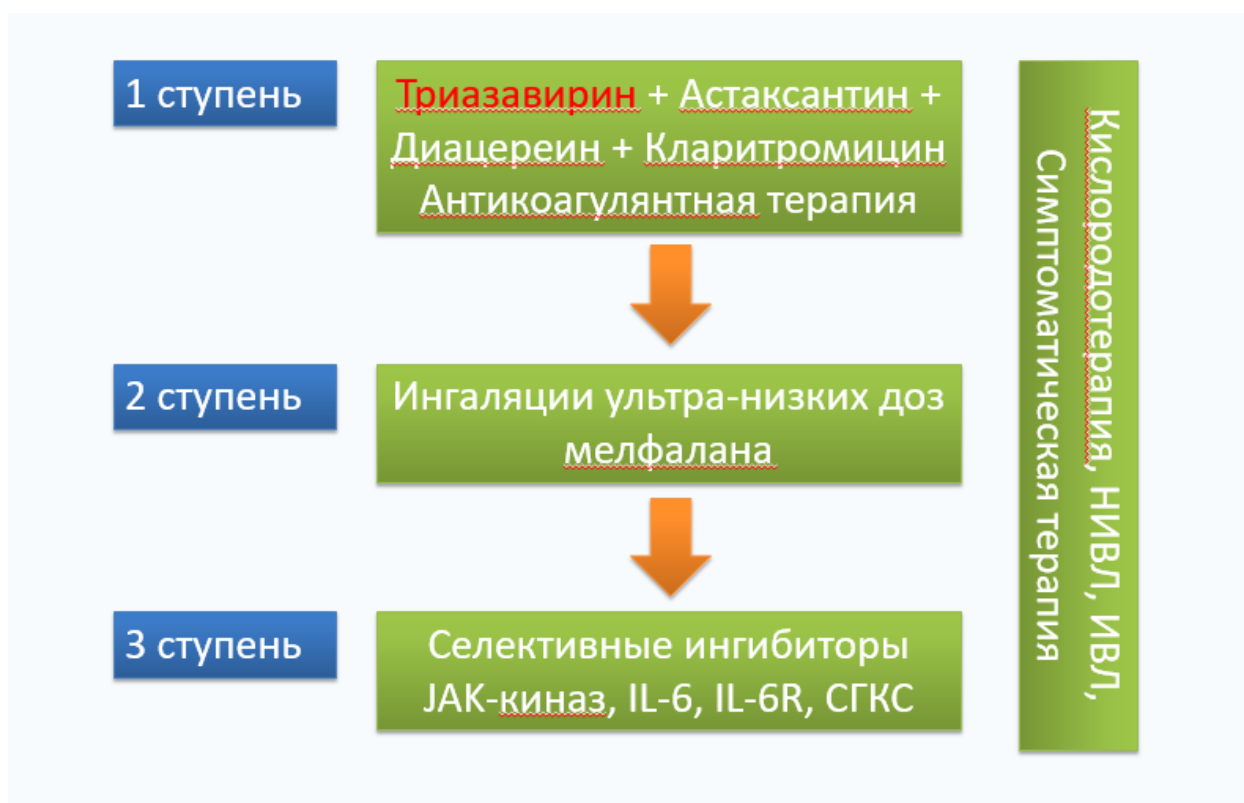 1 ступень
Триазавирин + Астаксантин +
Диацереин + Кларитромицин
Антикоагулянтная терапия
2 ступень
Ингаляции ультра-низких доз
мелфалана
3 ступень
Селективные ингибиторы
JAK-киназ, IL-6, IL-6R, СГКС
Кислородотерапия, НИВЛ, ИВЛ,
Симптоматическая терапия